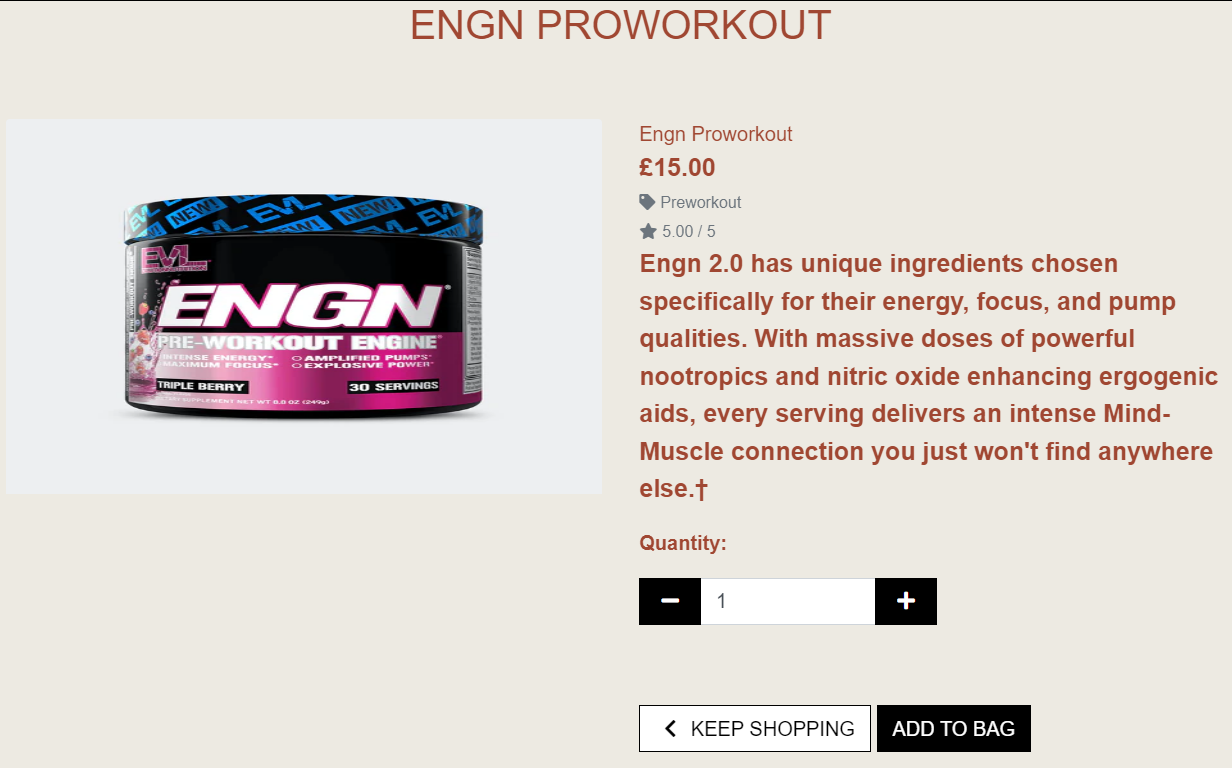 ENGN PROWORKOUT
Engn Proworkout
£15.00
Preworkout
5.00 / 5
Engn 2.0 has unique ingredients chosen
specifically for their energy, focus, and pump
qualities. With massive doses of powerful
nootropics and nitric oxide enhancing ergogenic
aids, every serving delivers an intense Mind-
Muscle connection you just won't find anywhere
else.†
Quantity:
1
KEEP SHOPPING
ADD TO BAG
EVL NEW! EVL NEW! EVL
EVL
ENGN
PRE-WORKOUT ENGINE
INTENSE ENERGY* AMPLIFIED PUMPS*
MAXIMUM FOCUS* EXPLOSIVE POWER*
TRIPLE BERRY 30 SERVINGS
DIETARY SUPPLEMENT NET WT 8.8 OZ (249g)